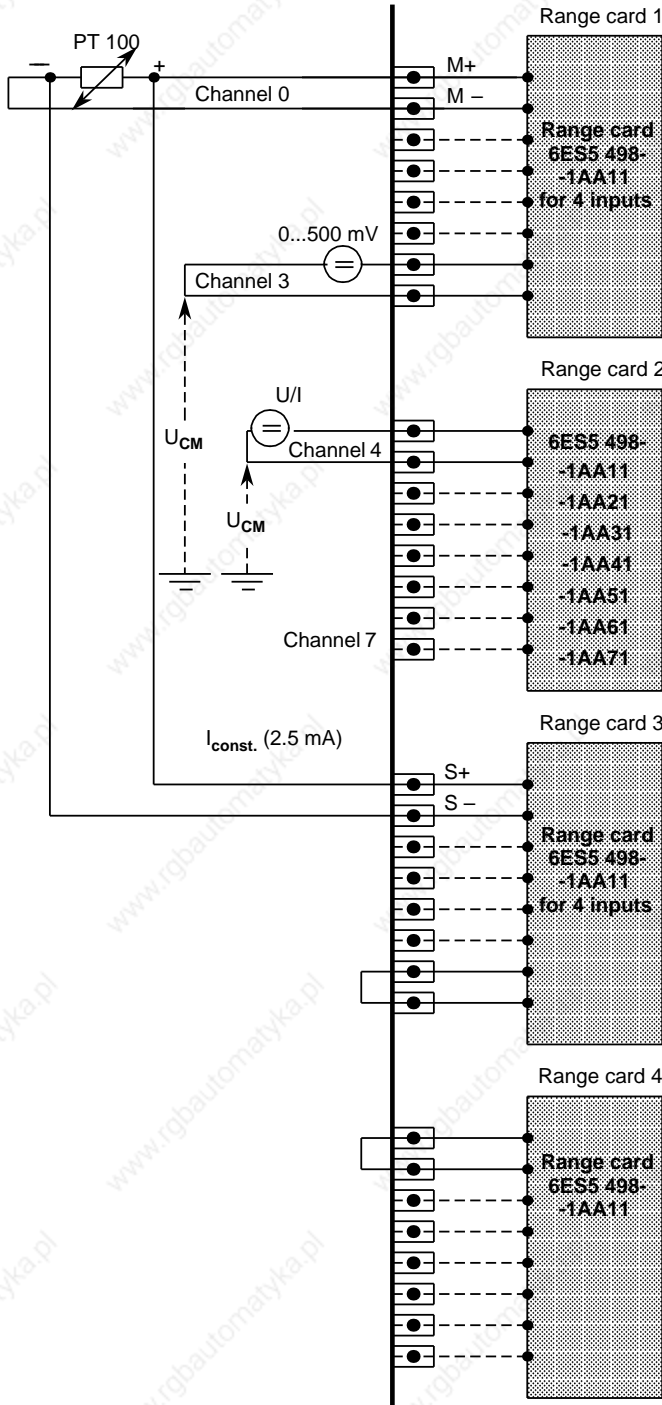 Range card 1
PT 100
–
+
M+
Channel 0
M –
Range card
6ES5 498-
-1AA11
for 4 inputs
0...500 mV
Channel 3
Range card 2
U/I
UCM
Channel 4
6ES5 498-
-1AA11
-1AA21
-1AA31
-1AA41
-1AA51
-1AA61
-1AA71
UCM
Channel 7
Range card 3
Iconst. (2.5 mA)
S+
S –
Range card
6ES5 498-
-1AA11
for 4 inputs
Range card 4
Range card
6ES5 498-
-1AA11
www.rgbautomatyka.pl